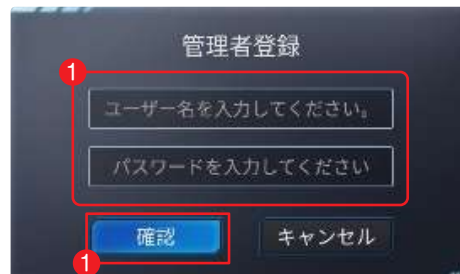 管理者登録
1
ユーザー名を入力してください。
パスワードを入力してください
確認 キャンセル
1